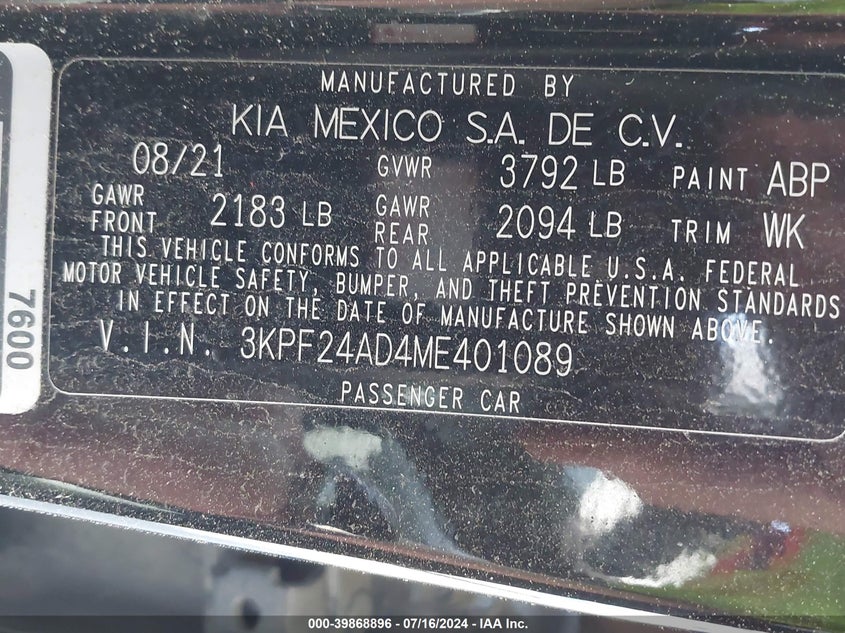 MANUFACTURED BY
KIA MEXICO S.A. DE C.V.
08/21 GVWR 3792 LB PAINT ABP
GAWR FRONT 2183 LB GAWR REAR 2094 LB TRIM WK
THIS VEHICLE CONFORMS TO ALL APPLICABLE U.S.A. FEDERAL
MOTOR VEHICLE SAFETY, BUMPER, AND THEFT PREVENTION STANDARDS
IN EFFECT ON THE DATE OF MANUFACTURE SHOWN ABOVE.
V.I.N. 3KPF24AD4ME401089
PASSENGER CAR
7600
000-39868896 / 07/16/2024 - IAA Inc.